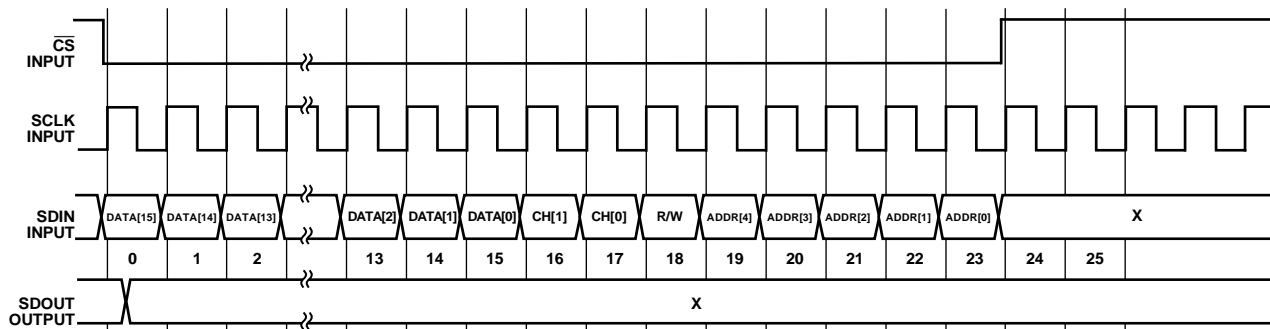 CS
INPUT
SCLK
INPUT
SDIN
INPUT
DATA[15] DATA[14] DATA[13] DATA[2] DATA[1] DATA[0] CH[1] CH[0] R/W ADDR[4] ADDR[3] ADDR[2] ADDR[1] ADDR[0] X
0 1 2 13 14 15 16 17 18 19 20 21 22 23 24 25
SDOUT
OUTPUT
X